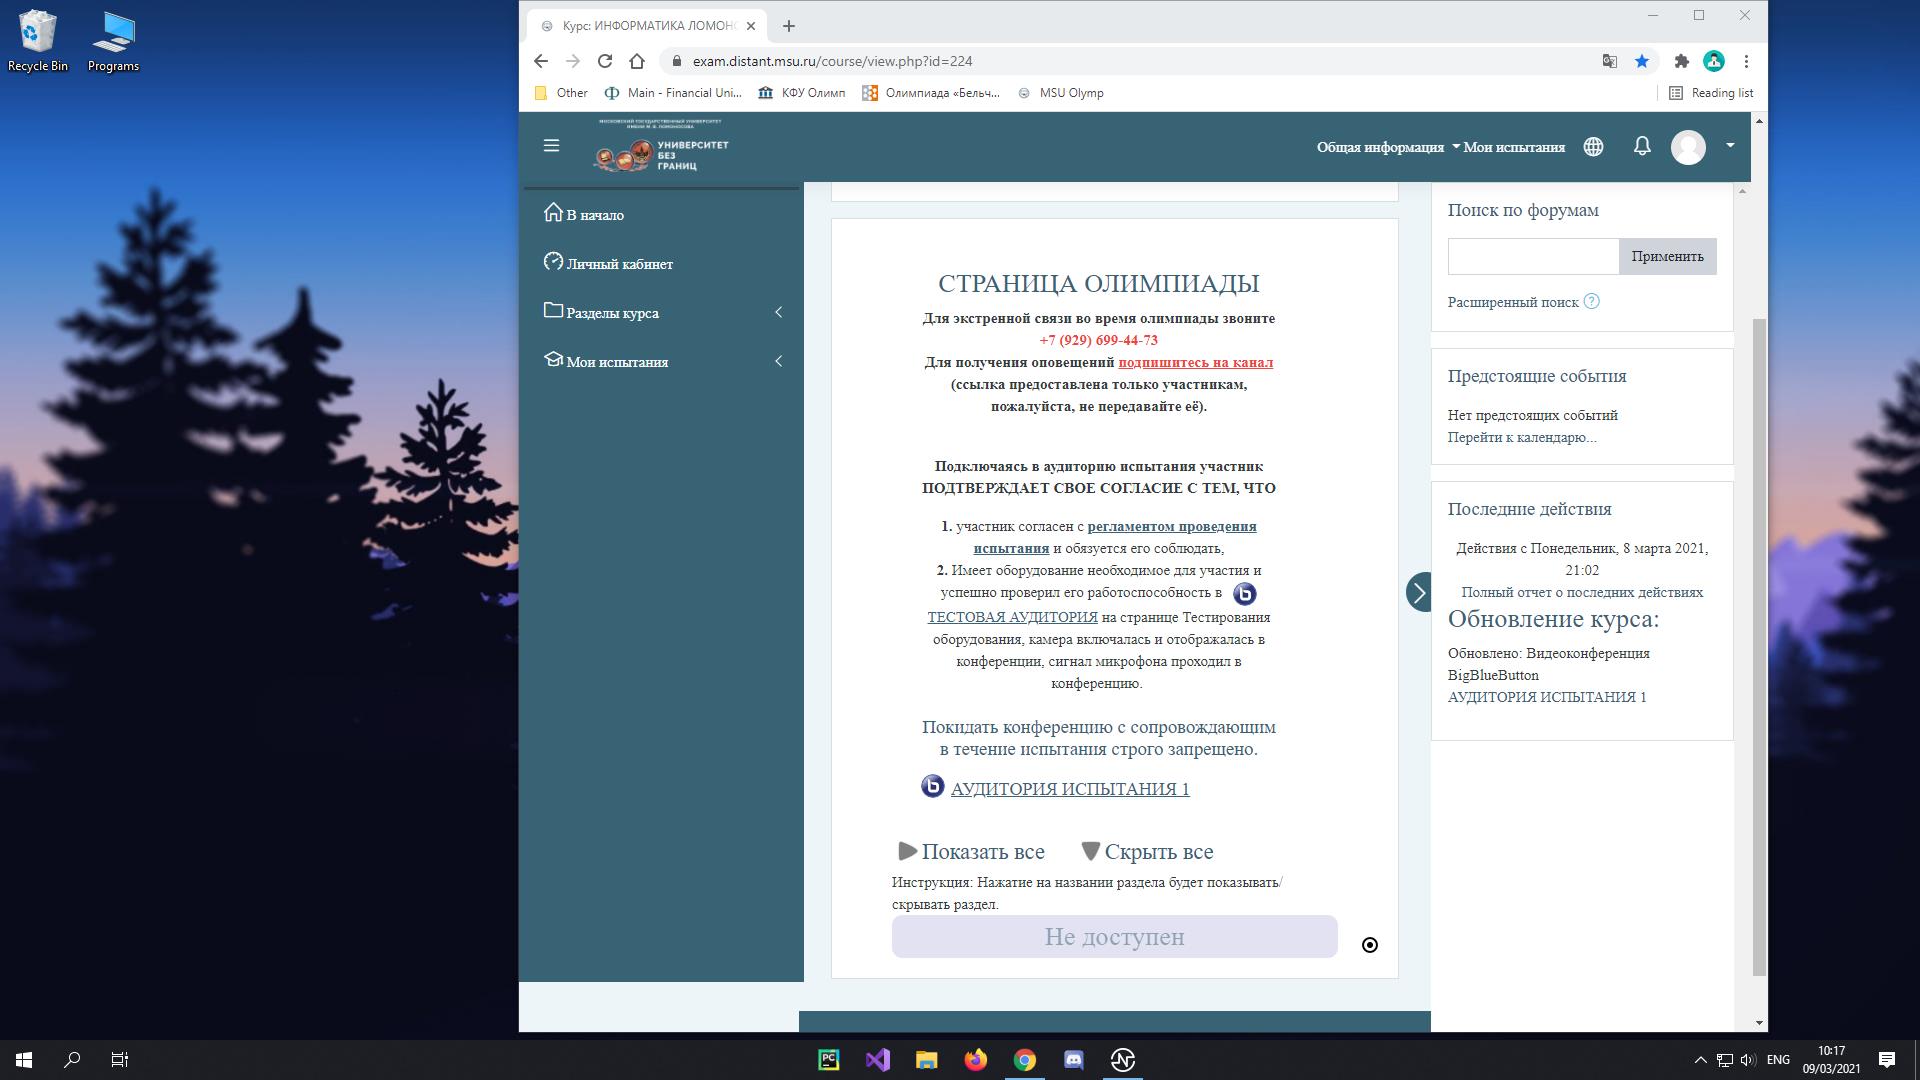 Recycle Bin
Programs
Курс: ИНФОРМАТИКА ЛОМОНО
exam.distant.msu.ru/course/view.php?id=224
Other
Main - Financial Uni...
КФУ Олимп
Олимпиада «Бельч...
MSU Olymp
Reading list
МОСКОВСКИЙ ГОСУДАРСТВЕННЫЙ УНИВЕРСИТЕТ
ИМЕНИ М. В. ЛОМОНОСОВА
УНИВЕРСИТЕТ
БЕЗ
ГРАНИЦ
Общая информация
Мои испытания
В начало
Личный кабинет
Разделы курса
Мои испытания
СТРАНИЦА ОЛИМПИАДЫ
Для экстренной связи во время олимпиады звоните
+7 (929) 699-44-73
Для получения оповещений подпишитесь на канал
(ссылка предоставлена только участникам,
пожалуйста, не передавайте её).
Подключаясь в аудиторию испытания участник
ПОДТВЕРЖДАЕТ СВОЕ СОГЛАСИЕ С ТЕМ, ЧТО
1. участник согласен с регламентом проведения
испытания и обязуется его соблюдать,
2. Имеет оборудование необходимое для участия и
успешно проверил его работоспособность в
ТЕСТОВАЯ АУДИТОРИЯ на странице Тестирования
оборудования, камера включалась и отображалась в
конференции, сигнал микрофона проходил в
конференцию.
Покидать конференцию с сопровождающим
в течение испытания строго запрещено.
АУДИТОРИЯ ИСПЫТАНИЯ 1
Показать все
Скрыть все
Инструкция: Нажатие на названии раздела будет показывать/
скрывать раздел.
Не доступен
Поиск по форумам
Применить
Расширенный поиск
Предстоящие события
Нет предстоящих событий
Перейти к календарю...
Последние действия
Действия с Понедельник, 8 марта 2021,
21:02
Полный отчет о последних действиях
Обновление курса:
Обновлено: Видеоконференция
BigBlueButton
АУДИТОРИЯ ИСПЫТАНИЯ 1
PC
ENG
10:17
09/03/2021